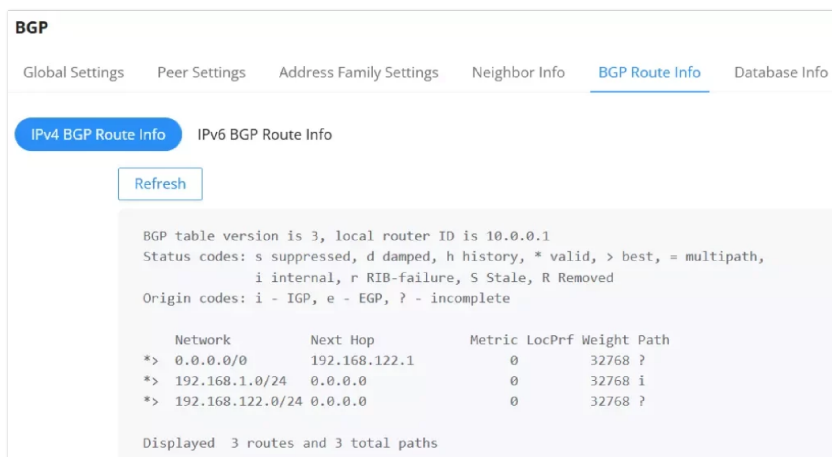 BGP
Global Settings Peer Settings Address Family Settings Neighbor Info BGP Route Info Database Info
IPv4 BGP Route Info IPv6 BGP Route Info
Refresh
BGP table version is 3, local router ID is 10.0.0.1
Status codes: s suppressed, d damped, h history, * valid, > best, = multipath,
i internal, r RIB-failure, S Stale, R Removed
Origin codes: i - IGP, e - EGP, ? - incomplete
Network Next Hop Metric LocPrf Weight Path
*> 0.0.0.0/0 192.168.122.1 0 32768 ?
*> 192.168.1.0/24 0.0.0.0 0 32768 i
*> 192.168.122.0/24 0.0.0.0 0 32768 ?
Displayed 3 routes and 3 total paths